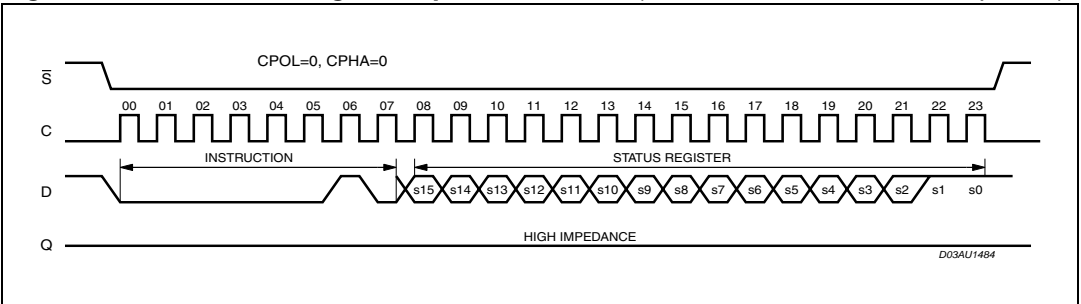 CPOL=0, CPHA=0
S
00 01 02 03 04 05 06 07 08 09 10 11 12 13 14 15 16 17 18 19 20 21 22 23
C
INSTRUCTION STATUS REGISTER
D s15 s14 s13 s12 s11 s10 s9 s8 s7 s6 s5 s4 s3 s2 s1 s0
HIGH IMPEDANCE
Q
D03AU1484